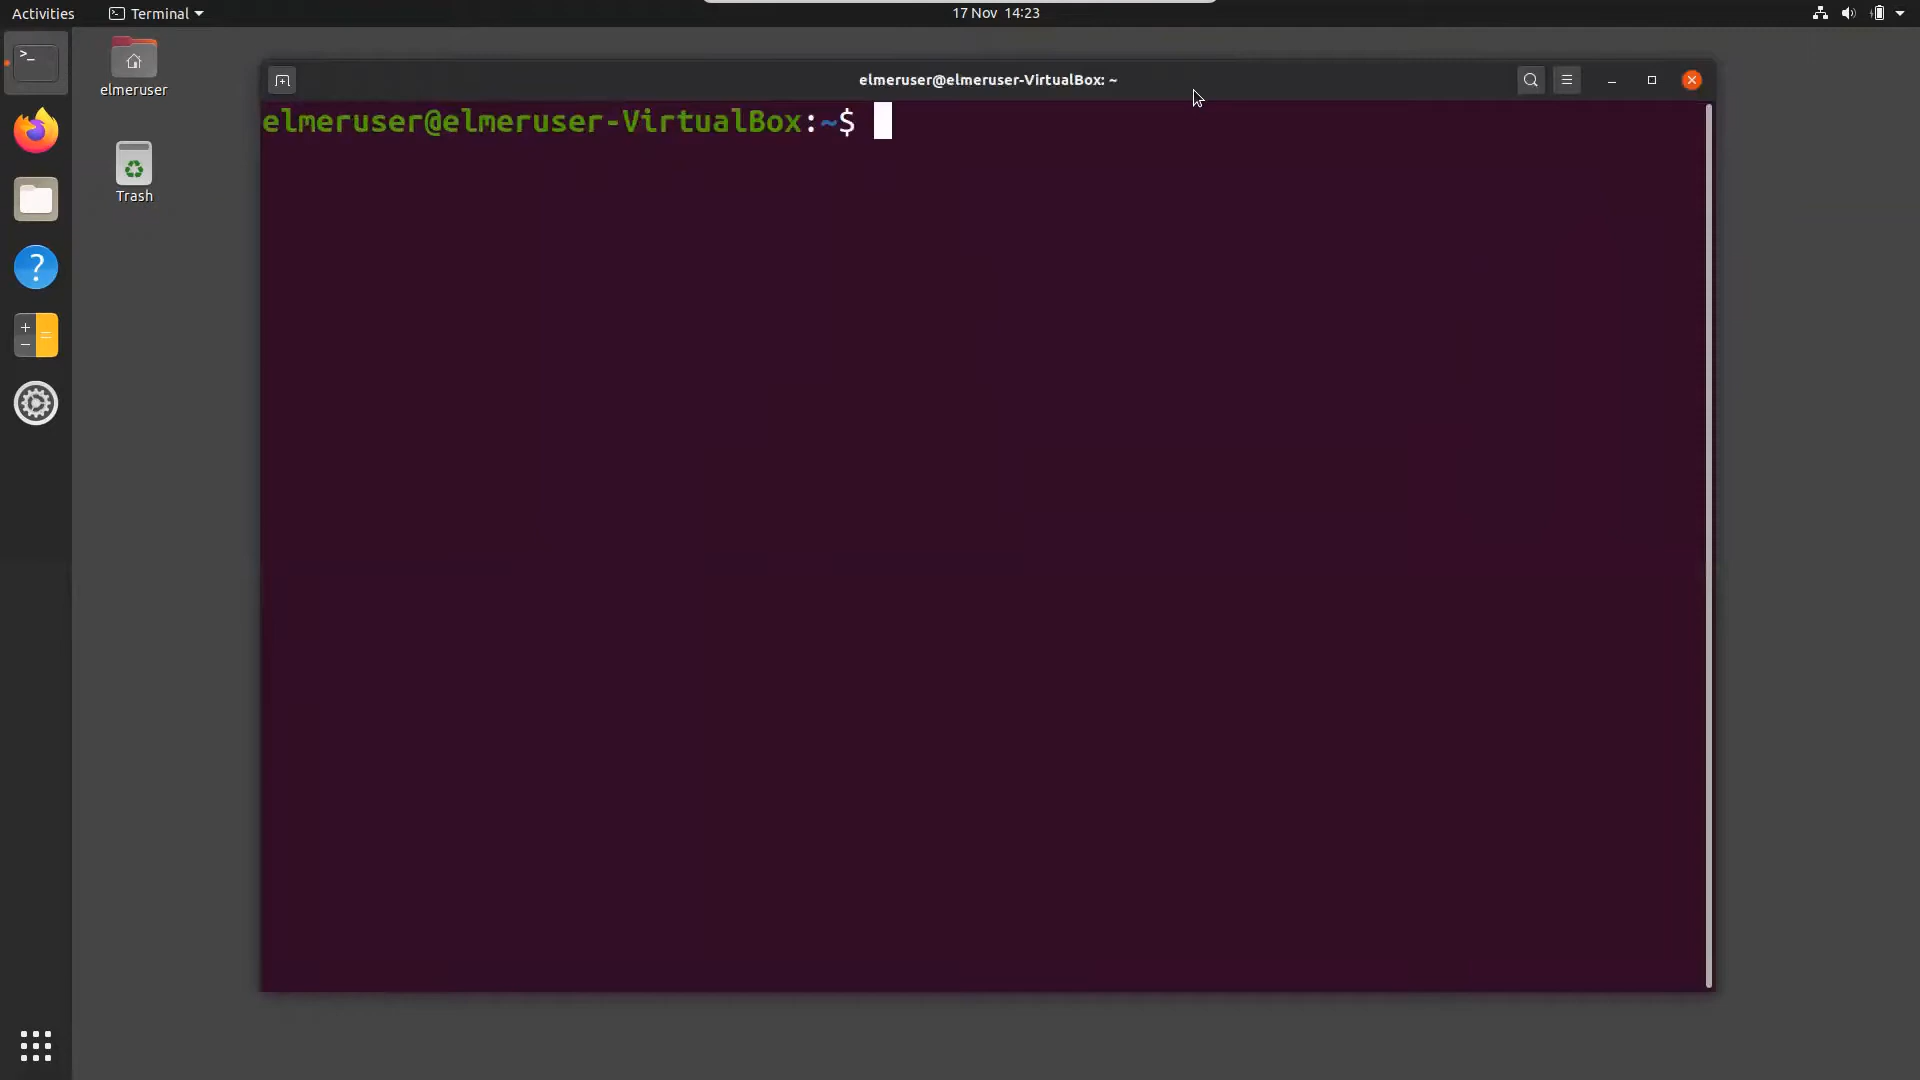 Activities
Terminal
17 Nov 14:23
elmeruser
Trash
elmeruser@elmeruser-VirtualBox: ~
elmeruser@elmeruser-VirtualBox:~$